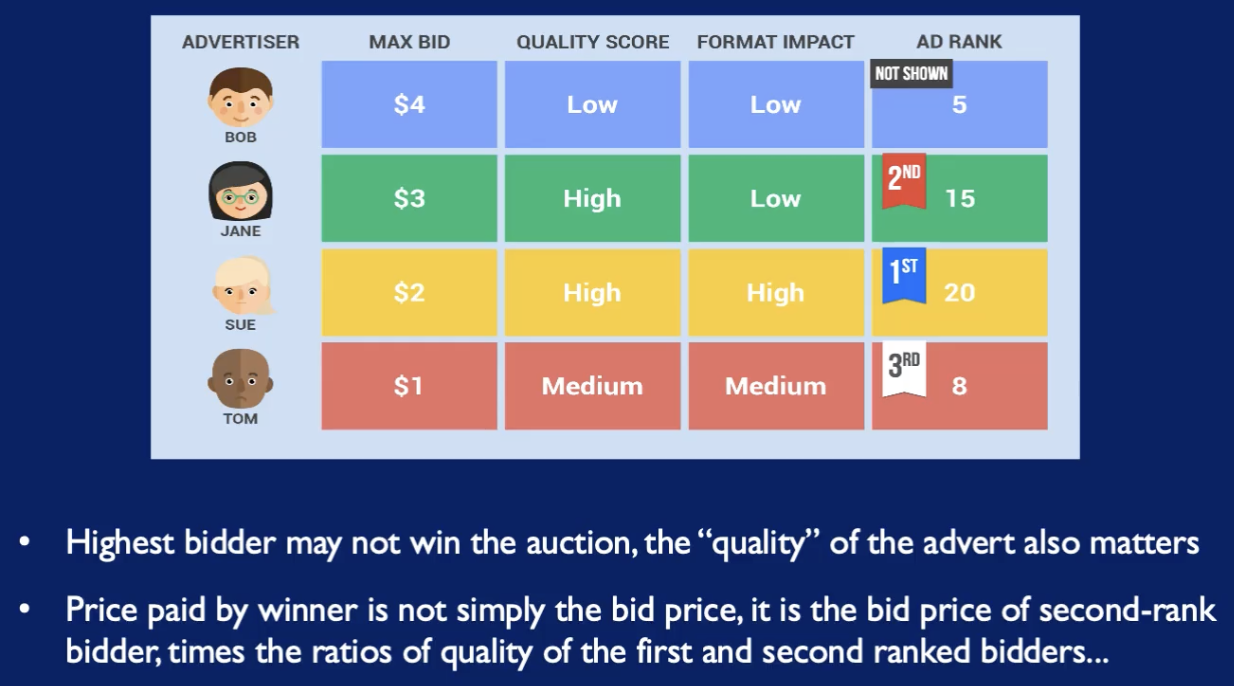 ADVERTISER MAX BID QUALITY SCORE FORMAT IMPACT AD RANK
NOT SHOWN
$4 Low Low 5
BOB
2ND
$3 High Low 15
JANE
1ST
$2 High High 20
SUE
3RD
$1 Medium Medium 8
TOM
• Highest bidder may not win the auction, the “quality” of the advert also matters
• Price paid by winner is not simply the bid price, it is the bid price of second-rank
bidder, times the ratios of quality of the first and second ranked bidders...